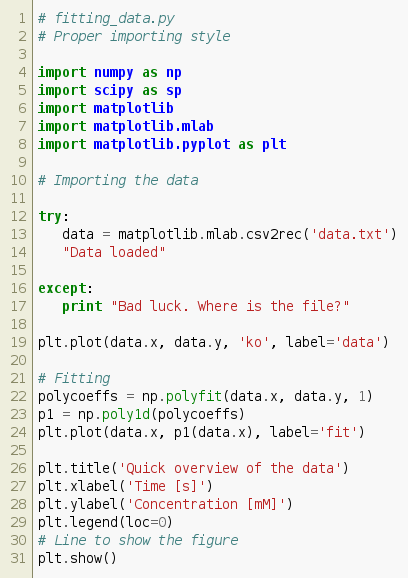 1 # fitting_data.py
2 # Proper importing style
3
4 import numpy as np
5 import scipy as sp
6 import matplotlib
7 import matplotlib.mlab
8 import matplotlib.pyplot as plt
9
10 # Importing the data
11
12 try:
13    data = matplotlib.mlab.csv2rec('data.txt')
14    "Data loaded"
15
16 except:
17    print "Bad luck. Where is the file?"
18
19 plt.plot(data.x, data.y, 'ko', label='data')
20
21 # Fitting
22 polycoeffs = np.polyfit(data.x, data.y, 1)
23 p1 = np.poly1d(polycoeffs)
24 plt.plot(data.x, p1(data.x), label='fit')
25
26 plt.title('Quick overview of the data')
27 plt.xlabel('Time [s]')
28 plt.ylabel('Concentration [mM]')
29 plt.legend(loc=0)
30 # Line to show the figure
31 plt.show()